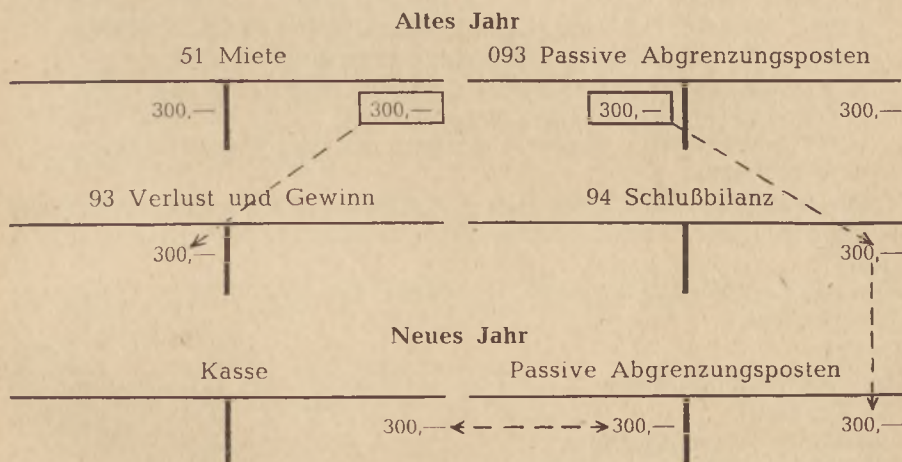 Altes Jahr
51 Miete 093 Passive Abgrenzungsposten
300,— 300,— 300,— 300,—
93 Verlust und Gewinn 94 Schlußbilanz
300,— 300,—
Neues Jahr
Kasse Passive Abgrenzungsposten
300,— 300,— 300,—